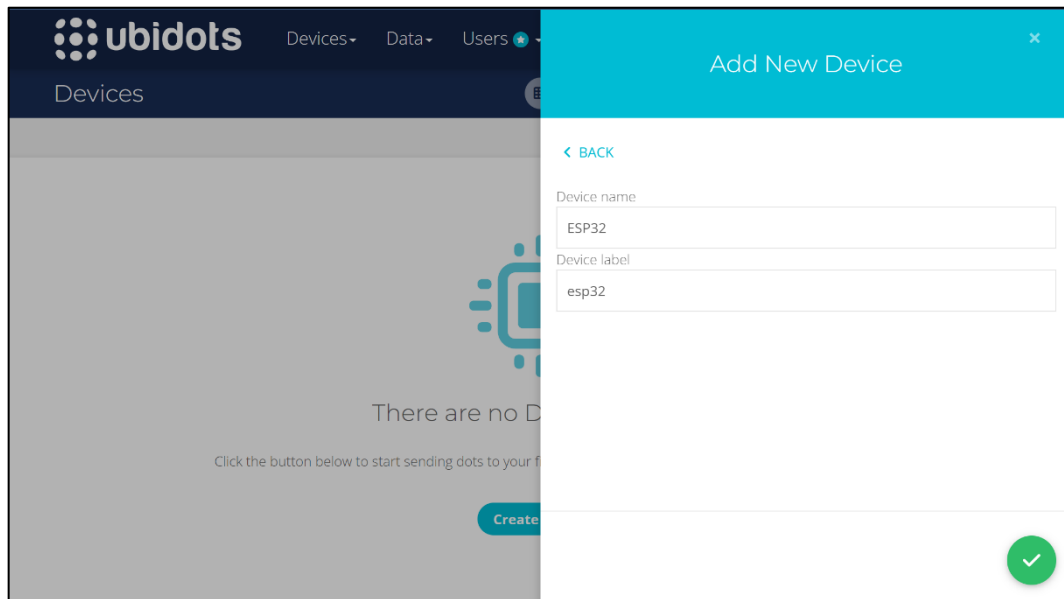 ubidots
Devices
Data
Users
Devices
There are no
Click the button below to start sending dots to your
Create
Add New Device
×
BACK
Device name
ESP32
Device label
esp32